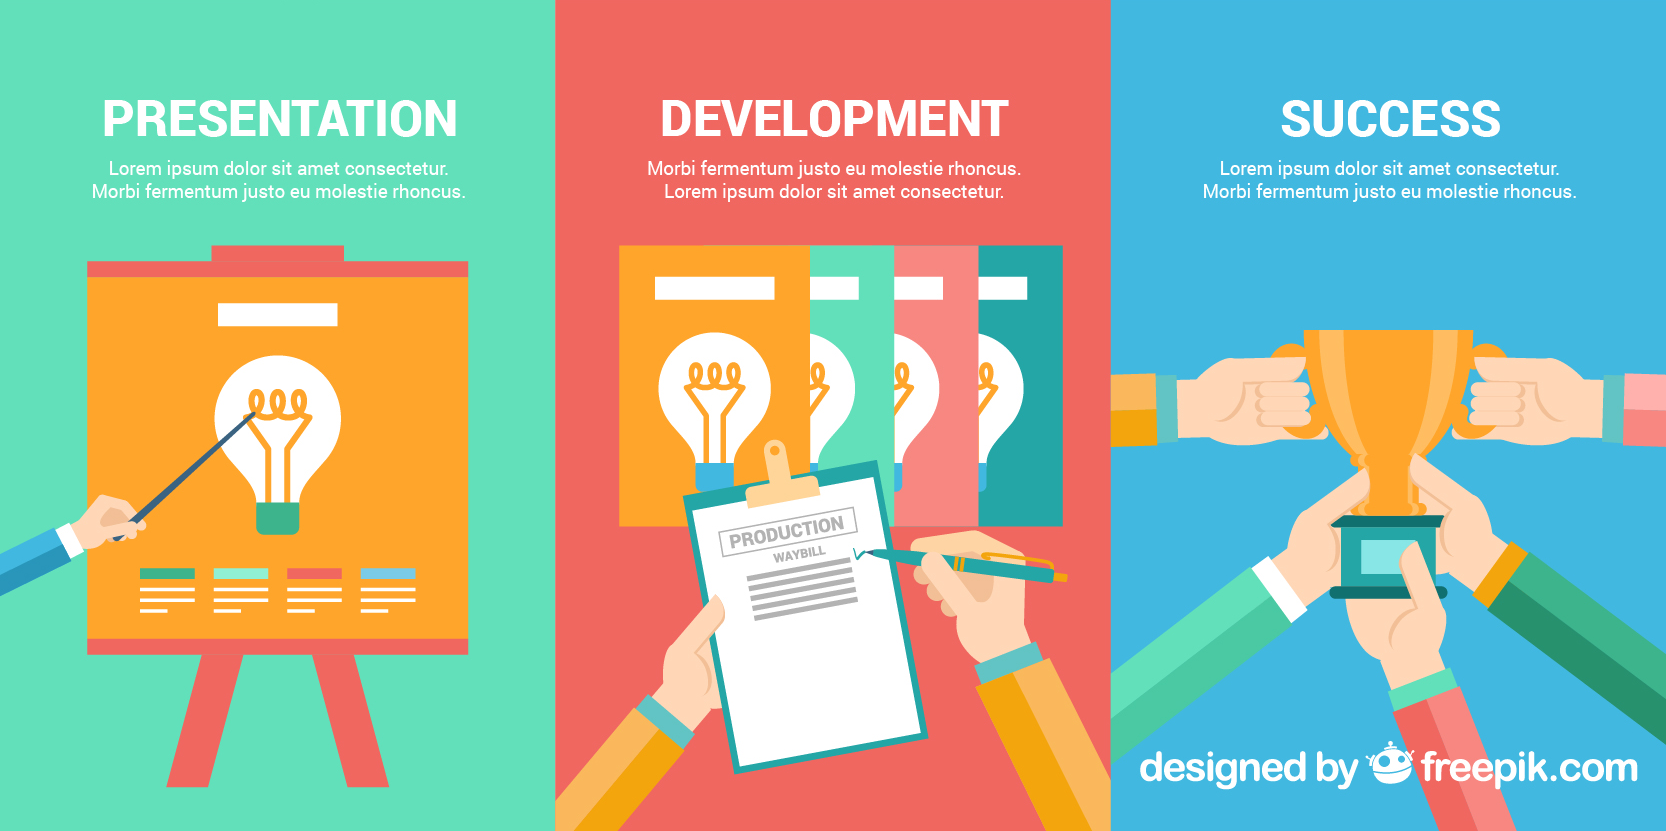 PRESENTATION
Lorem ipsum dolor sit amet consectetur.
Morbi fermentum justo eu molestie rhoncus.
DEVELOPMENT
Morbi fermentum justo eu molestie rhoncus.
Lorem ipsum dolor sit amet consectetur.
PRODUCTION
WAYBILL
SUCCESS
Lorem ipsum dolor sit amet consectetur.
Morbi fermentum justo eu molestie rhoncus.
designed by freepik.com